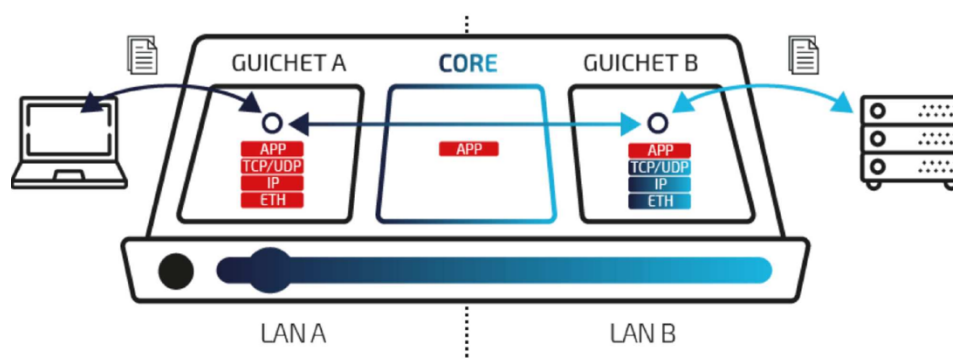 GUICHET A
CORE
GUICHET B
APP
TCP/UDP
IP
ETH
APP
APP
TCP/UDP
IP
ETH
LAN A
LAN B